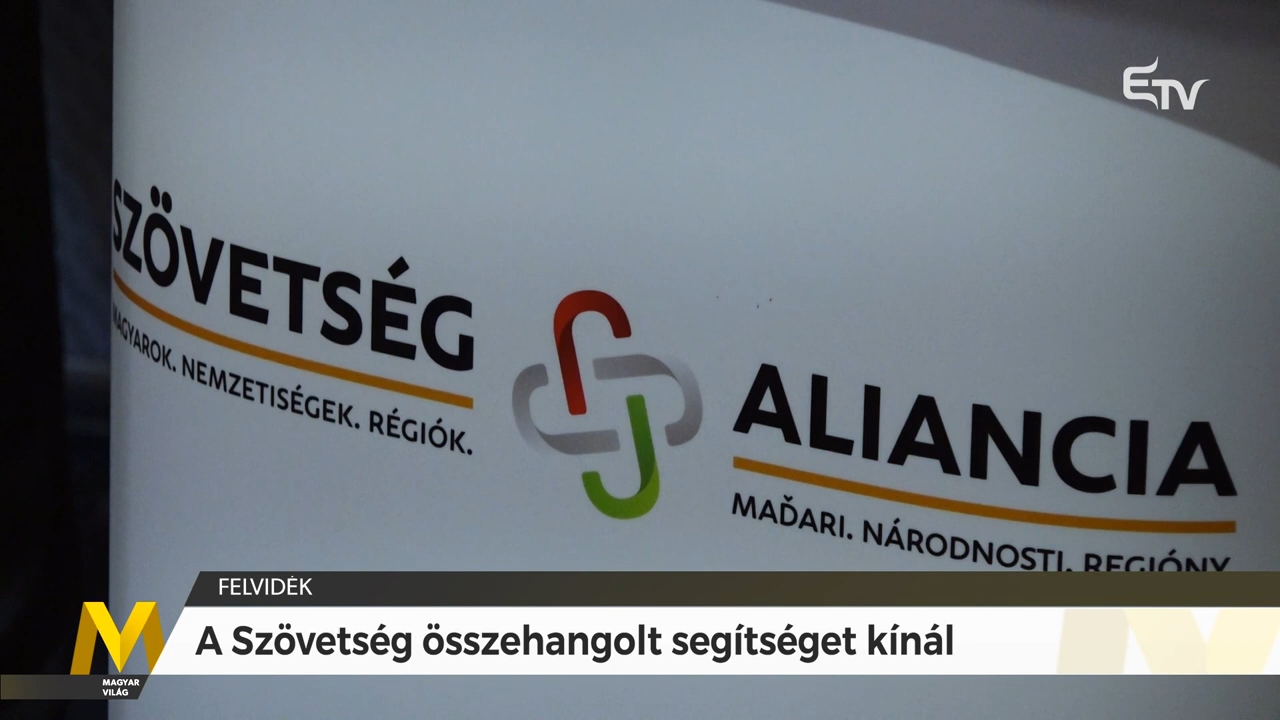 ETV
SZÖVETSÉG
MAGYAROK. NEMZETISÉGEK. RÉGIÓK.
ALIANCIA
MAĎARI. NÁRODNOSTI. REGIÓNY
FELVIDÉK
A Szövetség összehangolt segítséget kínál
M
MAGYAR
VILÁG